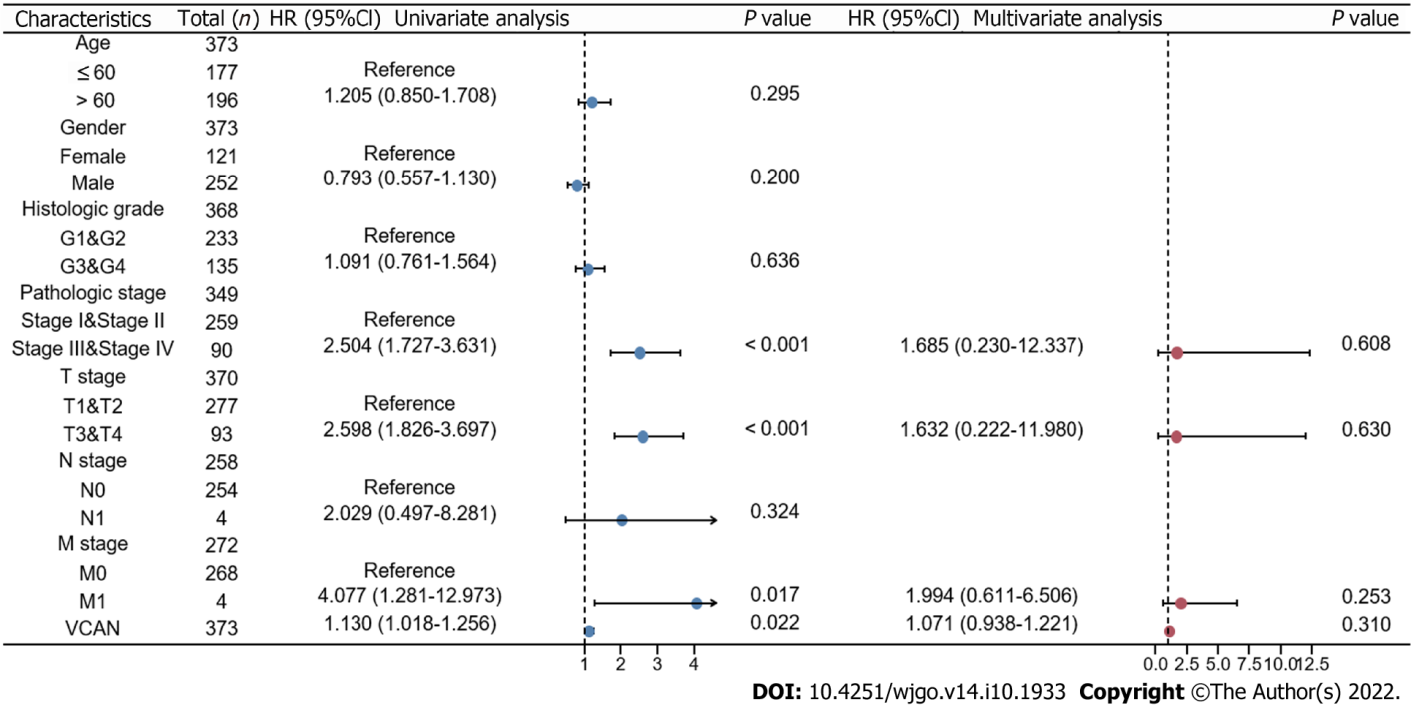 Characteristics Total (n) HR (95%CI) Univariate analysis P value HR (95%CI) Multivariate analysis P value
Age 373
≤ 60 177 Reference
> 60 196 1.205 (0.850-1.708) 0.295
Gender 373
Female 121 Reference
Male 252 0.793 (0.557-1.130) 0.200
Histologic grade 368
G1&G2 233 Reference
G3&G4 135 1.091 (0.761-1.564) 0.636
Pathologic stage 349
Stage I&Stage II 259 Reference
Stage III&Stage IV 90 2.504 (1.727-3.631) < 0.001 1.685 (0.230-12.337) 0.608
T stage 370
T1&T2 277 Reference
T3&T4 93 2.598 (1.826-3.697) < 0.001 1.632 (0.222-11.980) 0.630
N stage 258
N0 254 Reference
N1 4 2.029 (0.497-8.281) 0.324
M stage 272
M0 268 Reference
M1 4 4.077 (1.281-12.973) 0.017 1.994 (0.611-6.506) 0.253
VCAN 373 1.130 (1.018-1.256) 0.022 1.071 (0.938-1.221) 0.310
1 2 3 4 0.0 2.5 5.0 7.5 10.0 12.5
DOI: 10.4251/wjgo.v14.i10.1933 Copyright ©The Author(s) 2022.